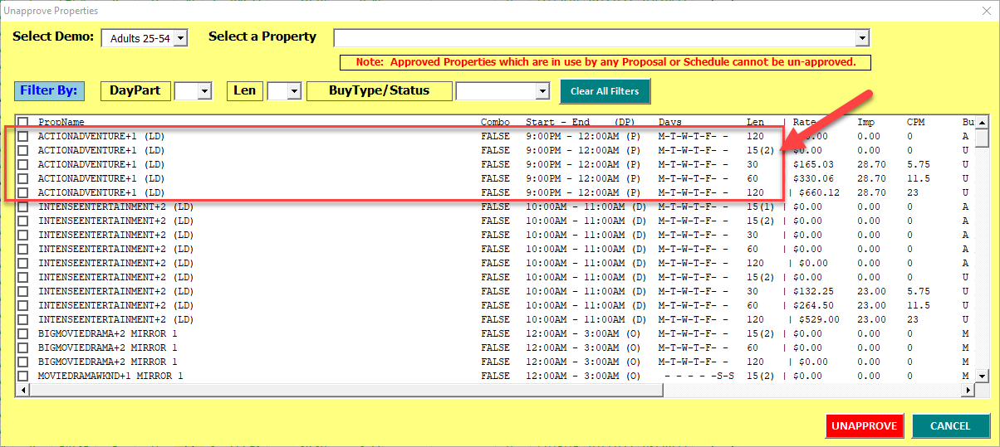 Unapprove Properties
Select Demo: Adults 25-54 Select a Property
Note: Approved Properties which are in use by any Proposal or Schedule cannot be un-approved.
Filter By: DayPart Len BuyType/Status Clear All Filters
PropName Combo Start - End (DP) Days Len | Rate Imp CPM Bu
ACTIONADVENTURE+1 (LD) FALSE 9:00PM - 12:00AM (P) M-T-W-T-F- - 120 .00 0.00 0 A
ACTIONADVENTURE+1 (LD) FALSE 9:00PM - 12:00AM (P) M-T-W-T-F- - 15(2) $0.00 0.00 0 U
ACTIONADVENTURE+1 (LD) FALSE 9:00PM - 12:00AM (P) M-T-W-T-F- - 30 | $165.03 28.70 5.75 U
ACTIONADVENTURE+1 (LD) FALSE 9:00PM - 12:00AM (P) M-T-W-T-F- - 60 | $330.06 28.70 11.5 U
ACTIONADVENTURE+1 (LD) FALSE 9:00PM - 12:00AM (P) M-T-W-T-F- - 120 | $660.12 28.70 23 U
INTENSEENTERTAINMENT+2 (LD) FALSE 10:00AM - 11:00AM (D) M-T-W-T-F- - 15(1) | $0.00 0.00 0 A
INTENSEENTERTAINMENT+2 (LD) FALSE 10:00AM - 11:00AM (D) M-T-W-T-F- - 15(2) | $0.00 0.00 0 A
INTENSEENTERTAINMENT+2 (LD) FALSE 10:00AM - 11:00AM (D) M-T-W-T-F- - 30 | $0.00 0.00 0 A
INTENSEENTERTAINMENT+2 (LD) FALSE 10:00AM - 11:00AM (D) M-T-W-T-F- - 60 | $0.00 0.00 0 A
INTENSEENTERTAINMENT+2 (LD) FALSE 10:00AM - 11:00AM (D) M-T-W-T-F- - 120 | $0.00 0.00 0 A
INTENSEENTERTAINMENT+2 (LD) FALSE 10:00AM - 11:00AM (D) M-T-W-T-F- - 15(2) | $0.00 0.00 0 U
INTENSEENTERTAINMENT+2 (LD) FALSE 10:00AM - 11:00AM (D) M-T-W-T-F- - 30 | $132.25 23.00 5.75 U
INTENSEENTERTAINMENT+2 (LD) FALSE 10:00AM - 11:00AM (D) M-T-W-T-F- - 60 | $264.50 23.00 11.5 U
INTENSEENTERTAINMENT+2 (LD) FALSE 10:00AM - 11:00AM (D) M-T-W-T-F- - 120 | $529.00 23.00 23 U
BIGMOVIEDRAMA+2 MIRROR 1 FALSE 12:00AM - 3:00AM (O) M-T-W-T-F- - 15(2) | $0.00 0.00 0 M
BIGMOVIEDRAMA+2 MIRROR 1 FALSE 12:00AM - 3:00AM (O) M-T-W-T-F- - 60 | $0.00 0.00 0 M
BIGMOVIEDRAMA+2 MIRROR 1 FALSE 12:00AM - 3:00AM (O) M-T-W-T-F- - 120 | $0.00 0.00 0 M
MOVIEDRAMAWKND+1 MIRROR 1 FALSE 12:00AM - 3:00AM (O) - - - - -S-S 15(2) | $0.00 0.00 0 M
UNAPPROVE CANCEL